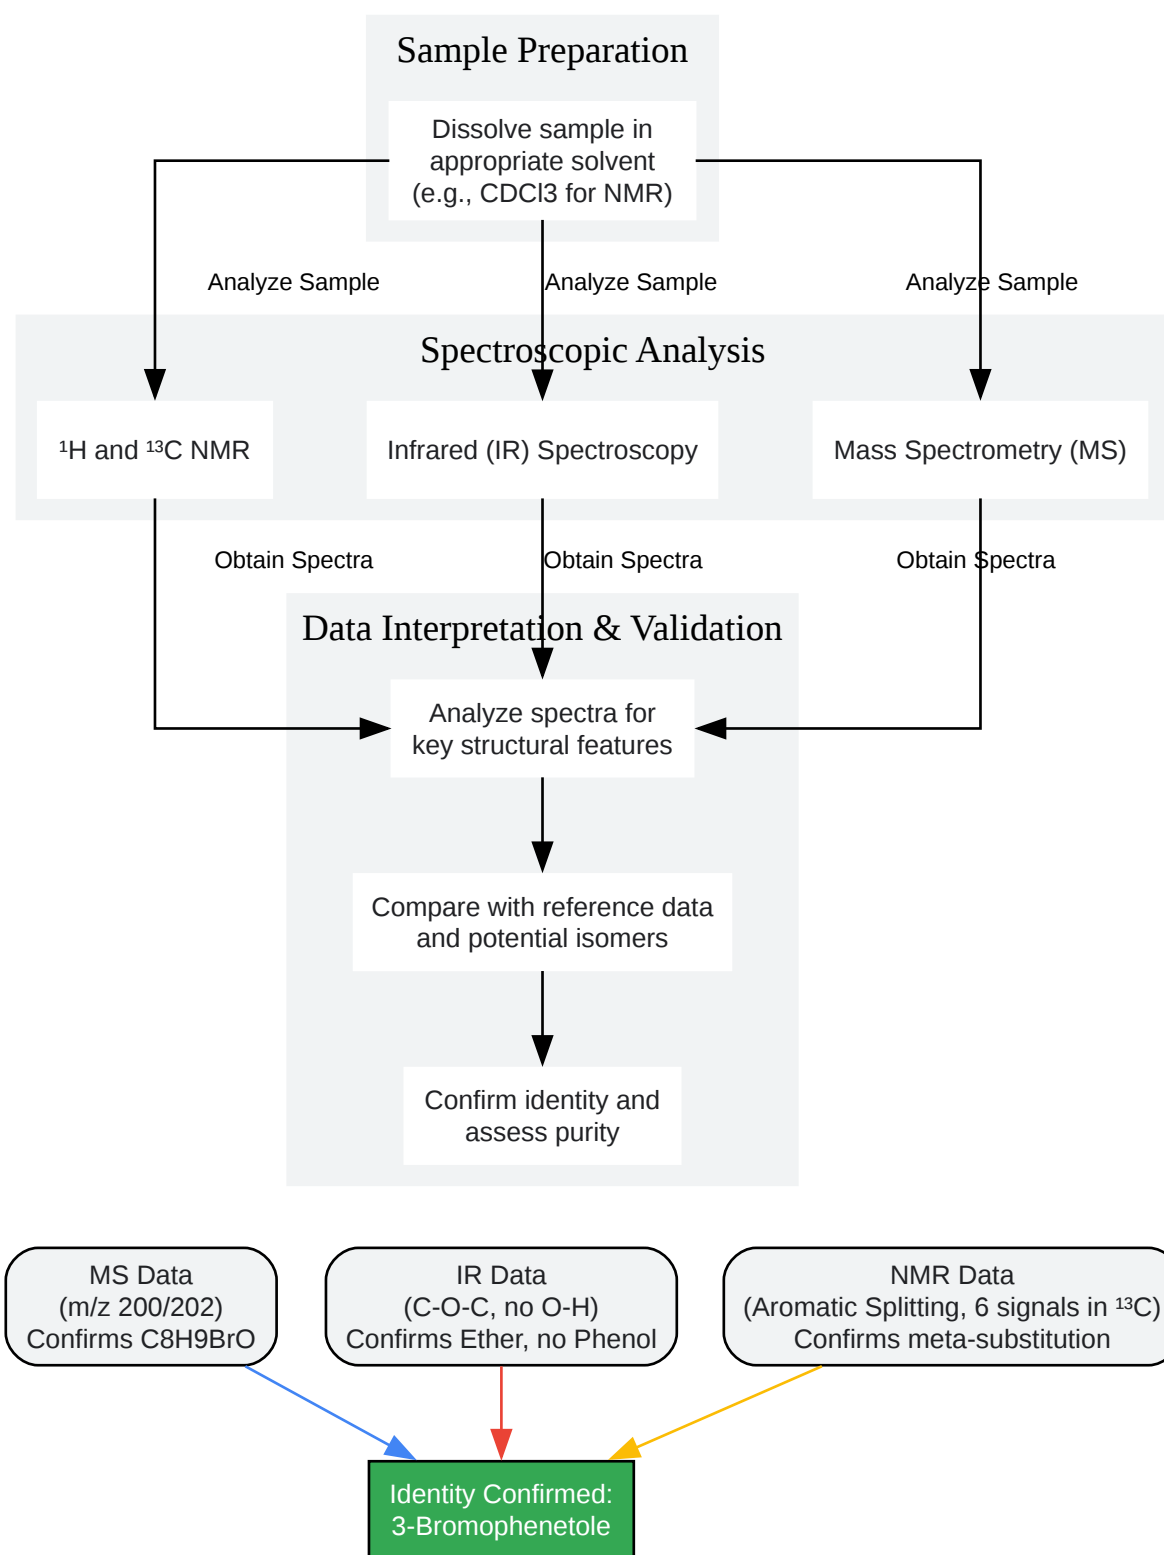 Sample Preparation
Dissolve sample in
appropriate solvent
(e.g., CDCl3 for NMR)
Analyze Sample
Analyze Sample
Analyze Sample
Spectroscopic Analysis
¹H and ¹³C NMR
Infrared (IR) Spectroscopy
Mass Spectrometry (MS)
Obtain Spectra
Obtain Spectra
Obtain Spectra
Data Interpretation & Validation
Analyze spectra for
key structural features
Compare with reference data
and potential isomers
Confirm identity and
assess purity
MS Data
(m/z 200/202)
Confirms C8H9BrO
IR Data
(C-O-C, no O-H)
Confirms Ether, no Phenol
NMR Data
(Aromatic Splitting, 6 signals in ¹³C)
Confirms meta-substitution
Identity Confirmed:
3-Bromophenetole